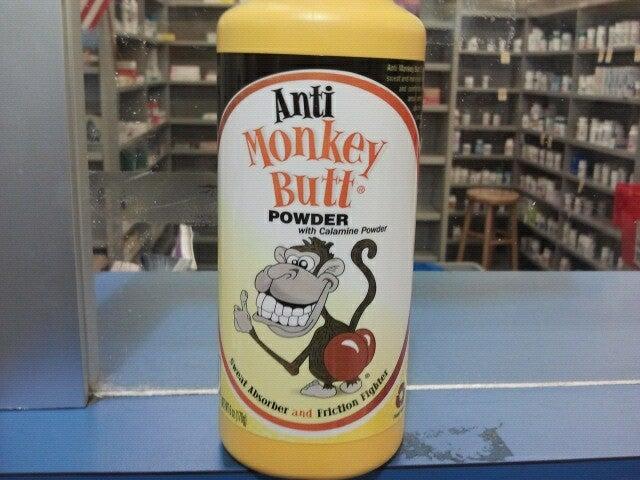 Anti
Monkey
Butt®
POWDER
with Calamine Powder
Sweat Absorber and Friction Fighter